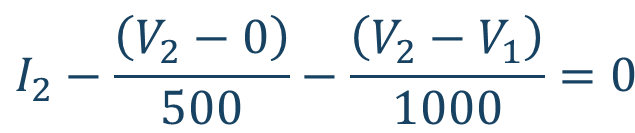 I₂ − (V₂ − 0)/500 − (V₂ − V₁)/1000 = 0